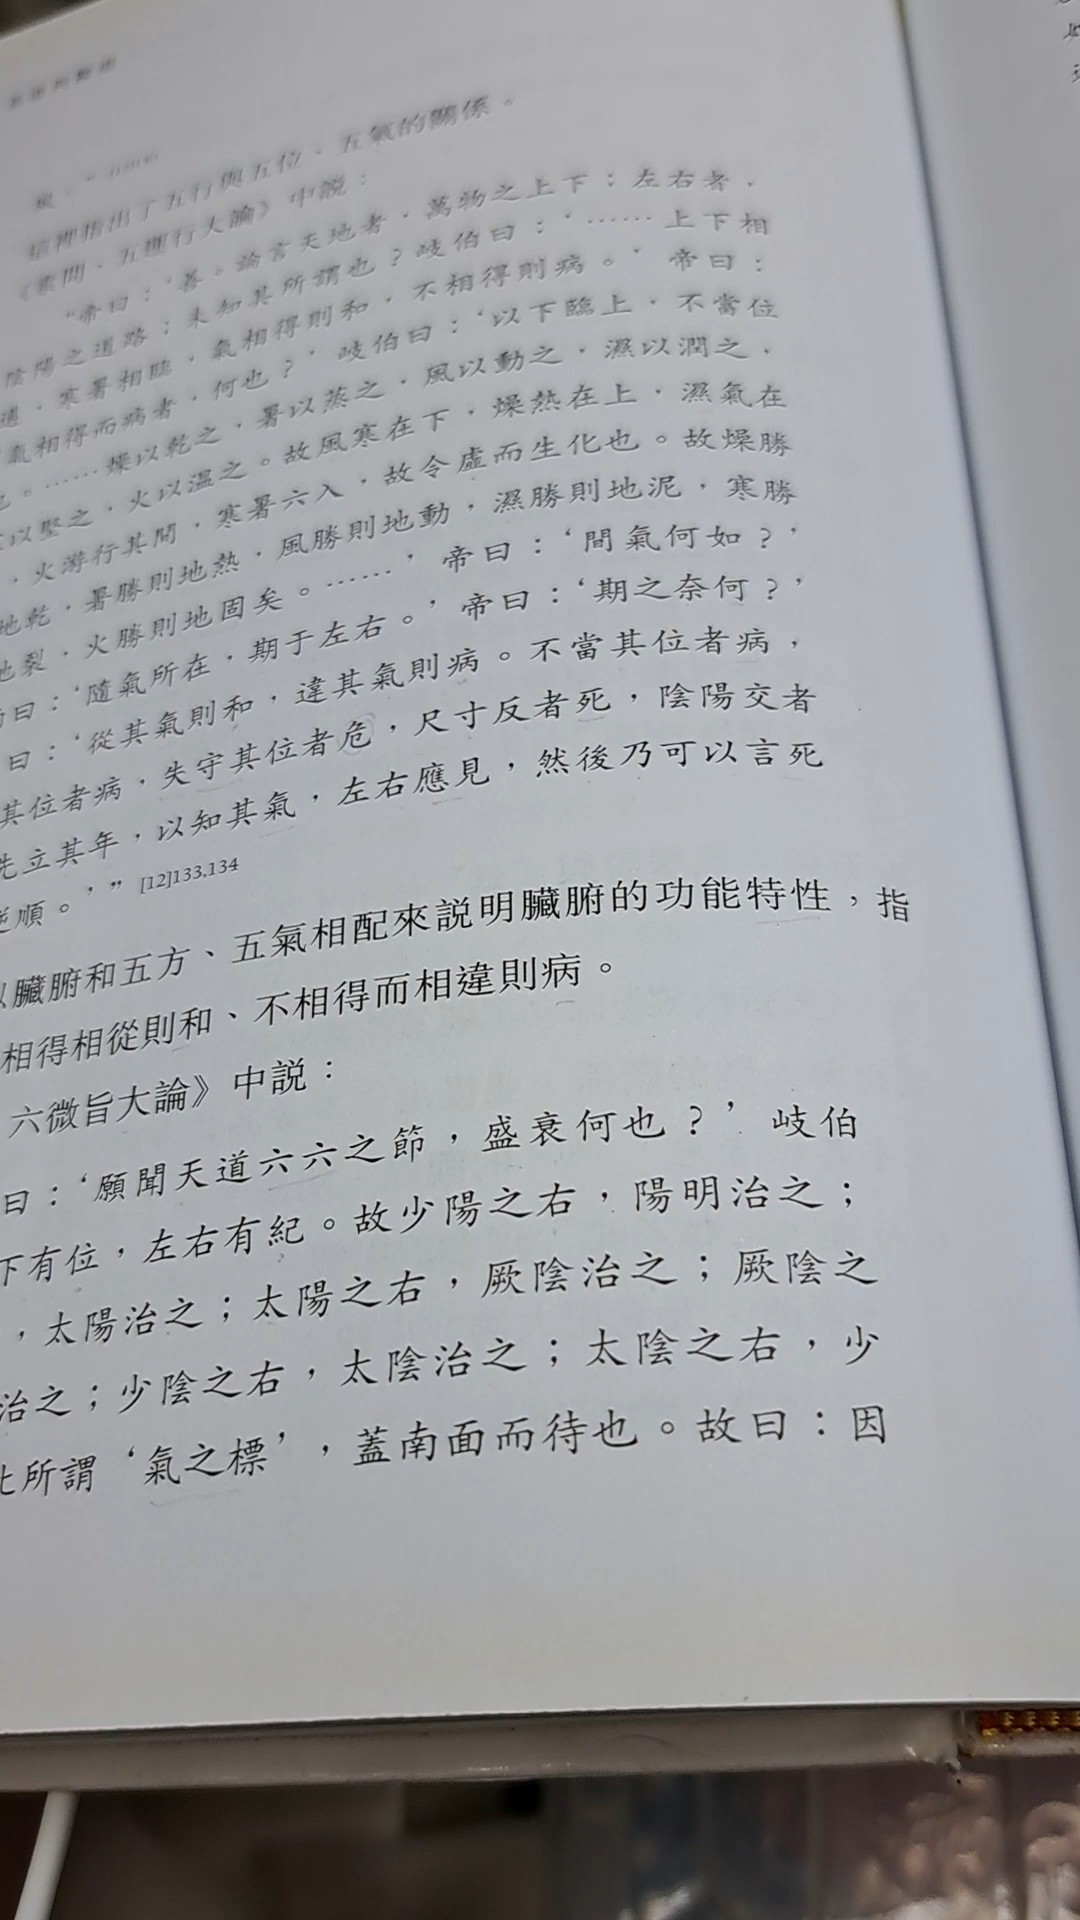 這裡指出了五行與五位、五氣的關係。
《素問·五運行大論》中説：
“帝曰：‘善。論言天地者，萬物之上下；左右者，
陰陽之道路；未知其所謂也？岐伯曰：‘……上下相
遘，寒暑相臨，氣相得則和，不相得則病。’帝曰：
氣相得而病者，何也？’岐伯曰：‘以下臨上，不當位
也。……燥以乾之，暑以蒸之，風以動之，濕以潤之，
以堅之，火以溫之。故風寒在下，燥熱在上，濕氣在
，火游行其間，寒暑六入，故令虛而生化也。故燥勝
地乾，暑勝則地熱，風勝則地動，濕勝則地泥，寒勝
地裂，火勝則地固矣。……’帝曰：‘間氣何如？’
曰：‘隨氣所在，期于左右。’帝曰：‘期之奈何？’
曰：‘從其氣則和，違其氣則病。不當其位者病，
其位者病，失守其位者危，尺寸反者死，陰陽交者
先立其年，以知其氣，左右應見，然後乃可以言死
逆順。’”[12]133,134
以臟腑和五方、五氣相配來説明臟腑的功能特性，指
相得相從則和、不相得而相違則病。
六微旨大論》中説：
曰：‘願聞天道六六之節，盛衰何也？’岐伯
下有位，左右有紀。故少陽之右，陽明治之；
，太陽治之；太陽之右，厥陰治之；厥陰之
治之；少陰之右，太陰治之；太陰之右，少
此所謂‘氣之標’，蓋南面而待也。故曰：因